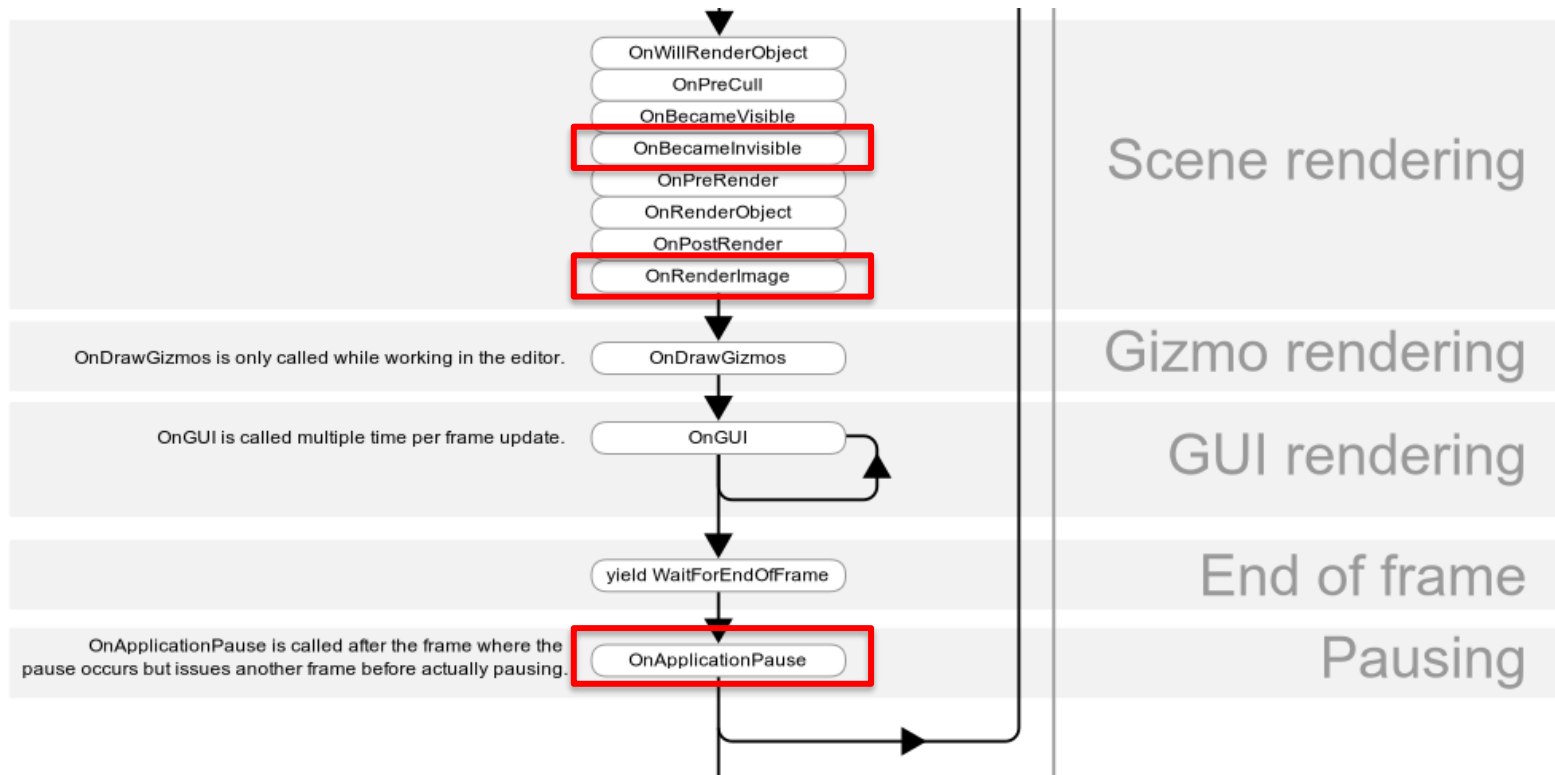 OnWillRenderObject
OnPreCull
OnBecameVisible
OnBecameInvisible
OnPreRender
OnRenderObject
OnPostRender
OnRenderImage
Scene rendering
OnDrawGizmos is only called while working in the editor.
OnDrawGizmos
Gizmo rendering
OnGUI is called multiple time per frame update.
OnGUI
GUI rendering
yield WaitForEndOfFrame
End of frame
OnApplicationPause is called after the frame where the
pause occurs but issues another frame before actually pausing.
OnApplicationPause
Pausing